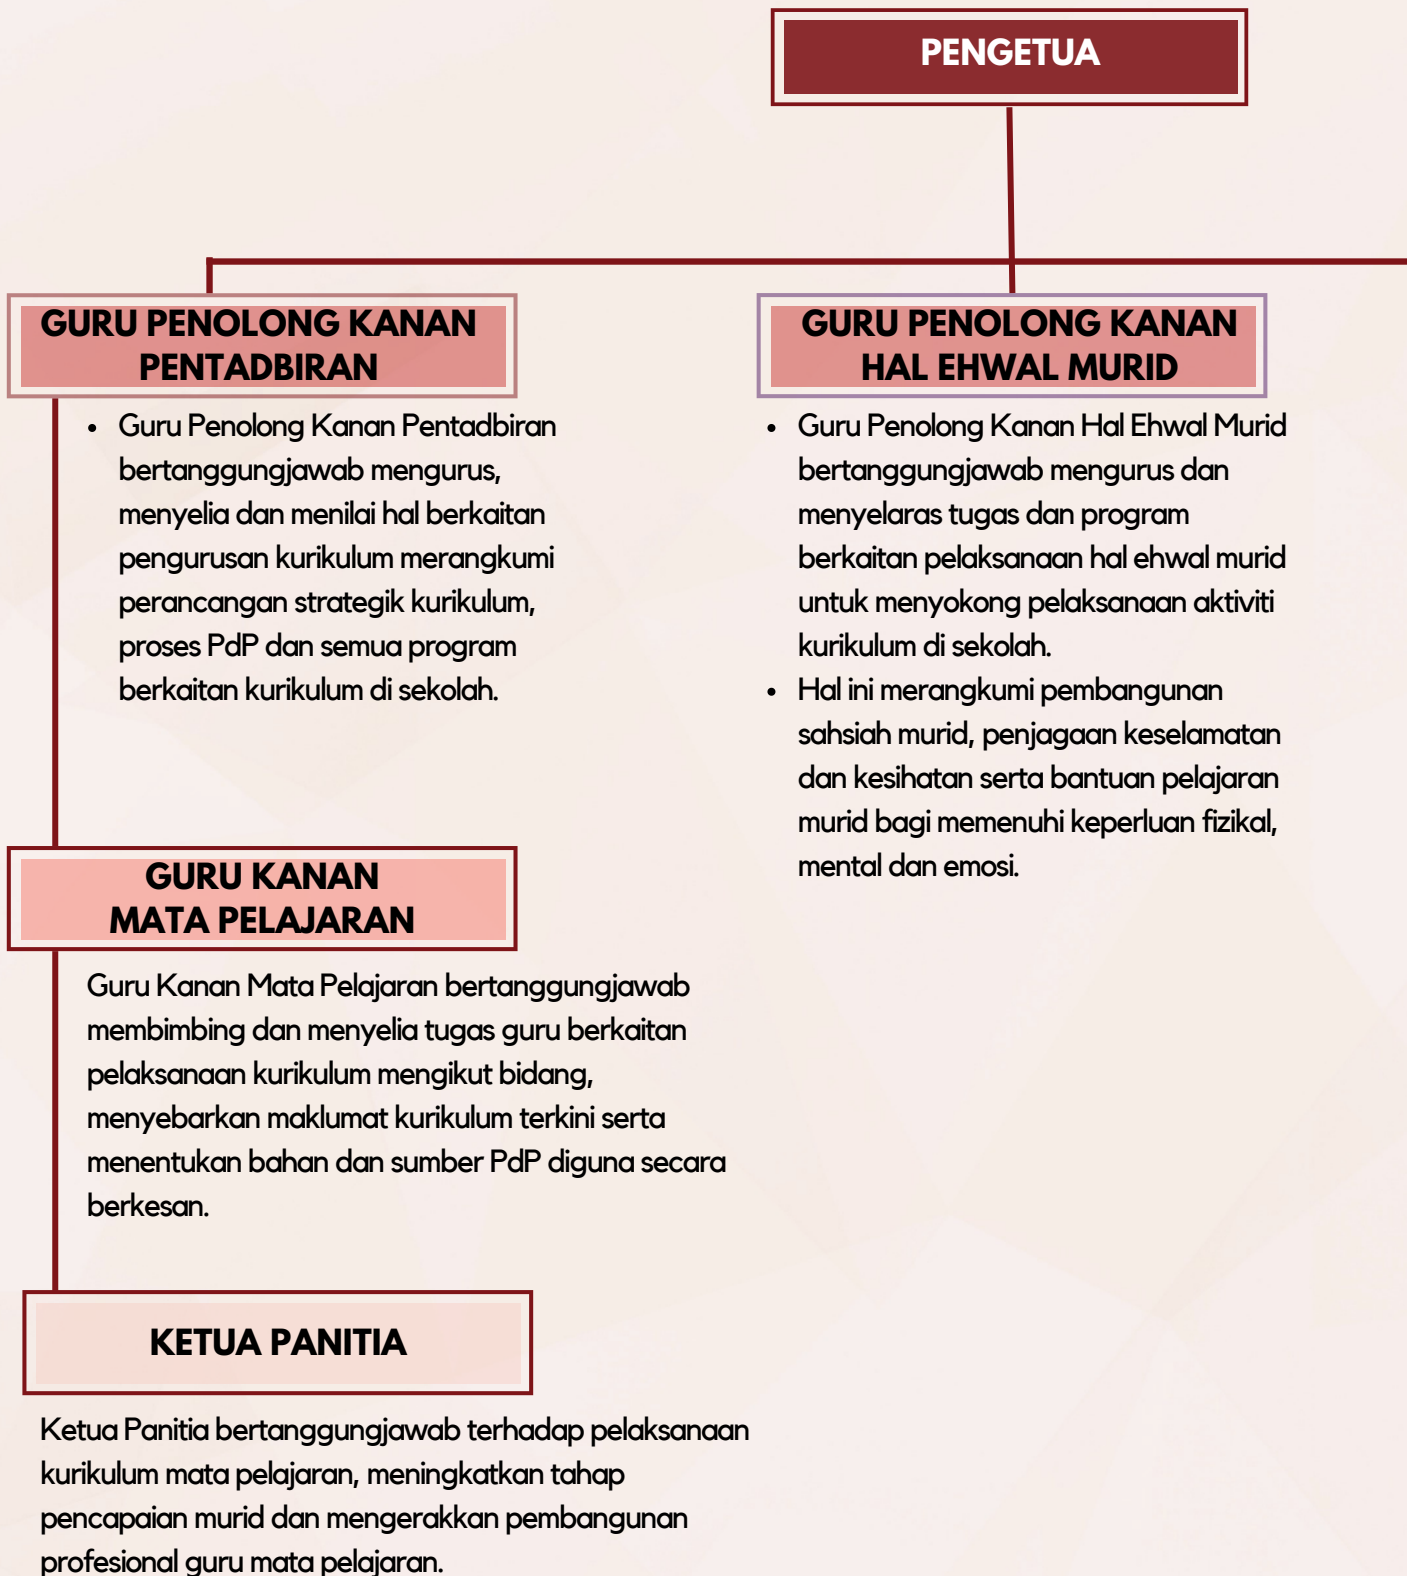 PENGETUA
GURU PENOLONG KANAN
PENTADBIRAN
• Guru Penolong Kanan Pentadbiran
bertanggungjawab mengurus,
menyelia dan menilai hal berkaitan
pengurusan kurikulum merangkumi
perancangan strategik kurikulum,
proses PdP dan semua program
berkaitan kurikulum di sekolah.
GURU PENOLONG KANAN
HAL EHWAL MURID
• Guru Penolong Kanan Hal Ehwal Murid
bertanggungjawab mengurus dan
menyelaras tugas dan program
berkaitan pelaksanaan hal ehwal murid
untuk menyokong pelaksanaan aktiviti
kurikulum di sekolah.
• Hal ini merangkumi pembangunan
sahsiah murid, penjagaan keselamatan
dan kesihatan serta bantuan pelajaran
murid bagi memenuhi keperluan fizikal,
mental dan emosi.
GURU KANAN
MATA PELAJARAN
Guru Kanan Mata Pelajaran bertanggungjawab
membimbing dan menyelia tugas guru berkaitan
pelaksanaan kurikulum mengikut bidang,
menyebarkan maklumat kurikulum terkini serta
menentukan bahan dan sumber PdP diguna secara
berkesan.
KETUA PANITIA
Ketua Panitia bertanggungjawab terhadap pelaksanaan
kurikulum mata pelajaran, meningkatkan tahap
pencapaian murid dan mengerakkan pembangunan
profesional guru mata pelajaran.